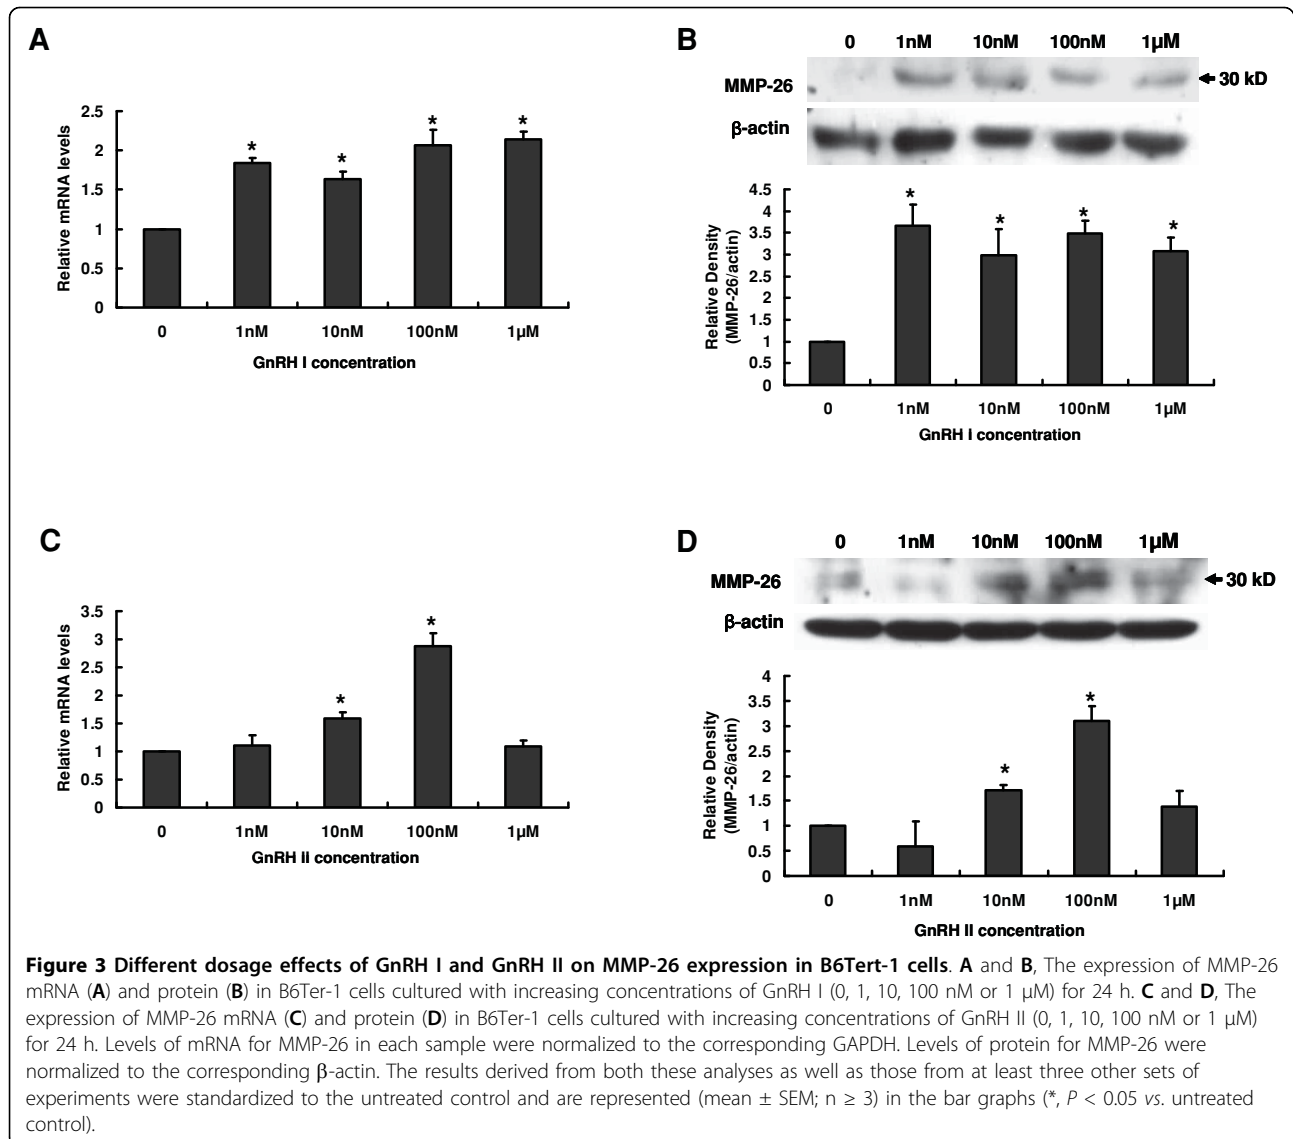 A
2.5
2
1.5
1
0.5
0
Relative mRNA levels
*
*
*
*
0 1nM 10nM 100nM 1µM
GnRH I concentration
B
0 1nM 10nM 100nM 1µM
MMP-26
30 kD
β-actin
4.5
4
3.5
3
2.5
2
1.5
1
0.5
0
Relative Density
(MMP-26/actin)
*
*
*
*
0 1nM 10nM 100nM 1µM
GnRH I concentration
C
3.5
3
2.5
2
1.5
1
0.5
0
Relative mRNA levels
*
*
0 1nM 10nM 100nM 1µM
GnRH II concentration
D
0 1nM 10nM 100nM 1µM
MMP-26
30 kD
β-actin
4
3.5
3
2.5
2
1.5
1
0.5
0
Relative Density
(MMP-26/actin)
*
*
0 1nM 10nM 100nM 1µM
GnRH II concentration
Figure 3 Different dosage effects of GnRH I and GnRH II on MMP-26 expression in B6Tert-1 cells. A and B, The expression of MMP-26
mRNA (A) and protein (B) in B6Ter-1 cells cultured with increasing concentrations of GnRH I (0, 1, 10, 100 nM or 1 µM) for 24 h. C and D, The
expression of MMP-26 mRNA (C) and protein (D) in B6Ter-1 cells cultured with increasing concentrations of GnRH II (0, 1, 10, 100 nM or 1 µM)
for 24 h. Levels of mRNA for MMP-26 in each sample were normalized to the corresponding GAPDH. Levels of protein for MMP-26 were
normalized to the corresponding β-actin. The results derived from both these analyses as well as those from at least three other sets of
experiments were standardized to the untreated control and are represented (mean ± SEM; n ≥ 3) in the bar graphs (*, P < 0.05 vs. untreated
control).